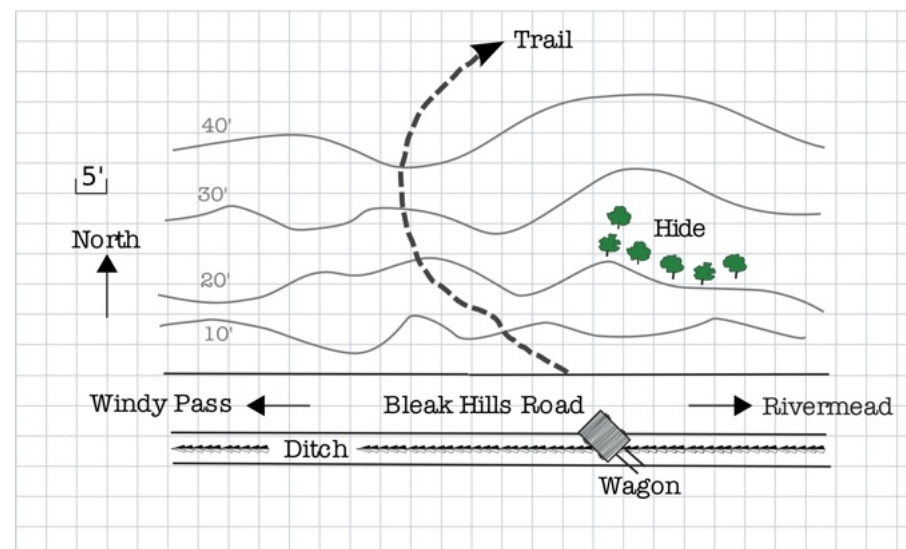 Trail
40'
5'
30'
Hide
North
20'
10'
Windy Pass
Bleak Hills Road
Rivermead
Ditch
Wagon